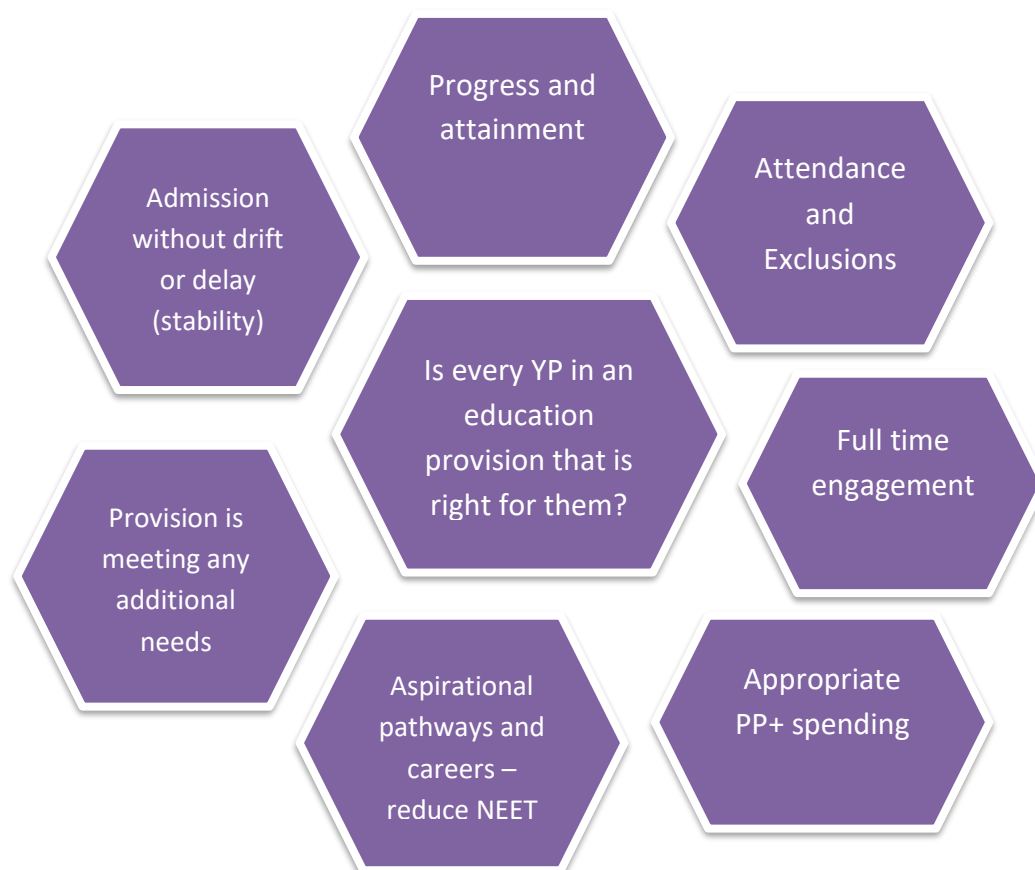 Progress and
attainment
Attendance
and
Exclusions
Admission
without drift
or delay
(stability)
Is every YP in an
education
provision that is
right for them?
Full time
engagement
Provision is
meeting any
additional
needs
Aspirational
pathways and
careers –
reduce NEET
Appropriate
PP+ spending